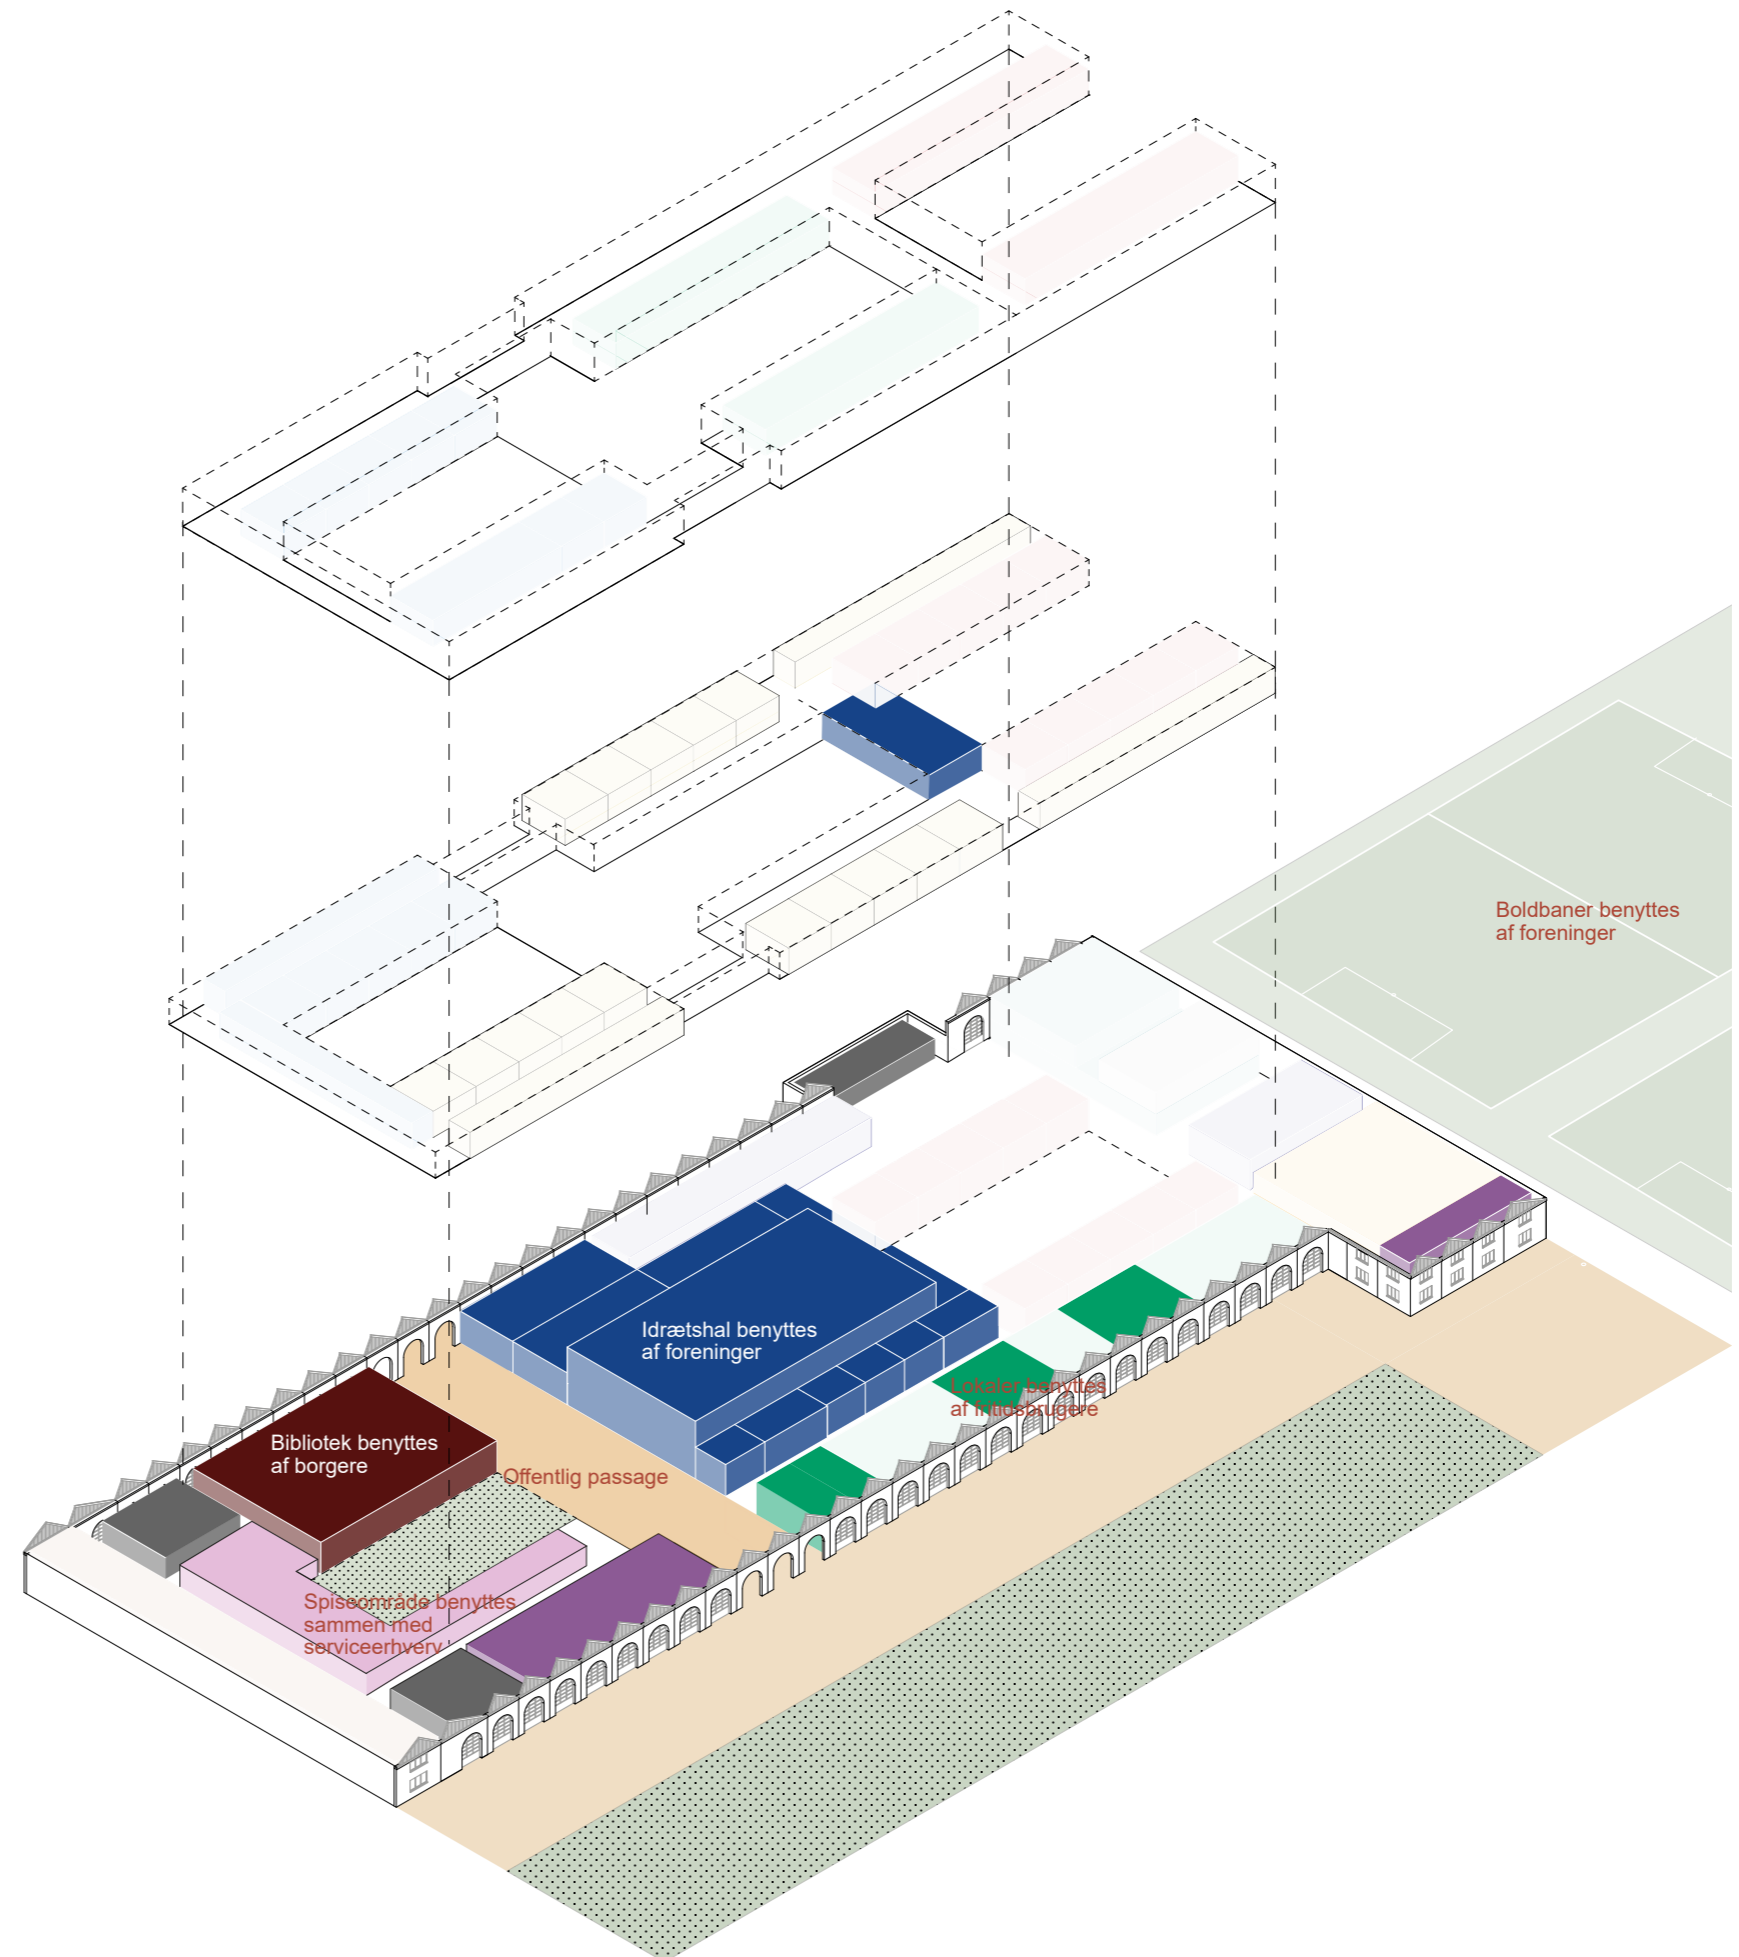 Boldbaner benyttes
af foreninger
Idrætshal benyttes
af foreninger
Lokaler benyttes
af fritidsbrugere
Bibliotek benyttes
af borgere
Offentlig passage
Spiseområde benyttes
sammen med
serviceerhverv